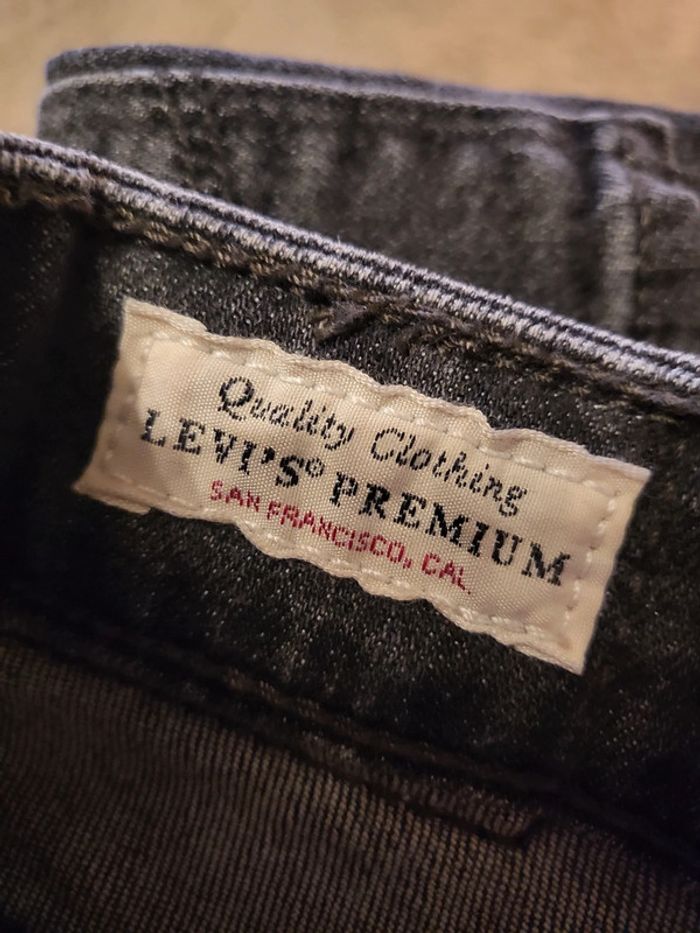 Quality Clothing
LEVI'S® PREMIUM
SAN FRANCISCO, CAL.